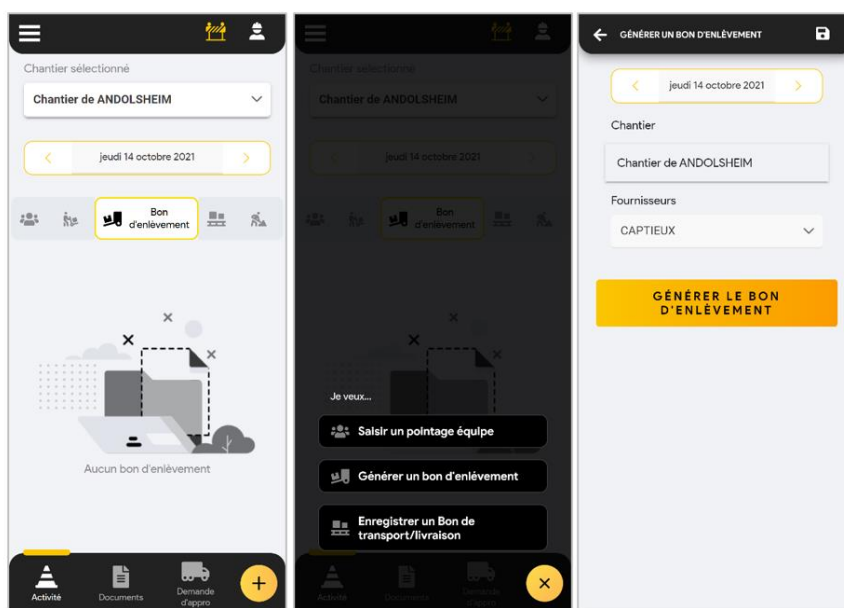 Chantier sélectionné
Chantier de ANDOLSHEIM
jeudi 14 octobre 2021
Bon
d'enlèvement
Aucun bon d'enlèvement
Activité
Documents
Demande
d'appro
Chantier sélectionné
Chantier de ANDOLSHEIM
jeudi 14 octobre 2021
Bon
d'enlèvement
Je veux...
Saisir un pointage équipe
Générer un bon d'enlèvement
Enregistrer un Bon de
transport/livraison
Activité
Documents
Demande
d'appro
GÉNÉRER UN BON D'ENLÈVEMENT
jeudi 14 octobre 2021
Chantier
Chantier de ANDOLSHEIM
Fournisseurs
CAPTIEUX
GÉNÉRER LE BON
D'ENLÈVEMENT